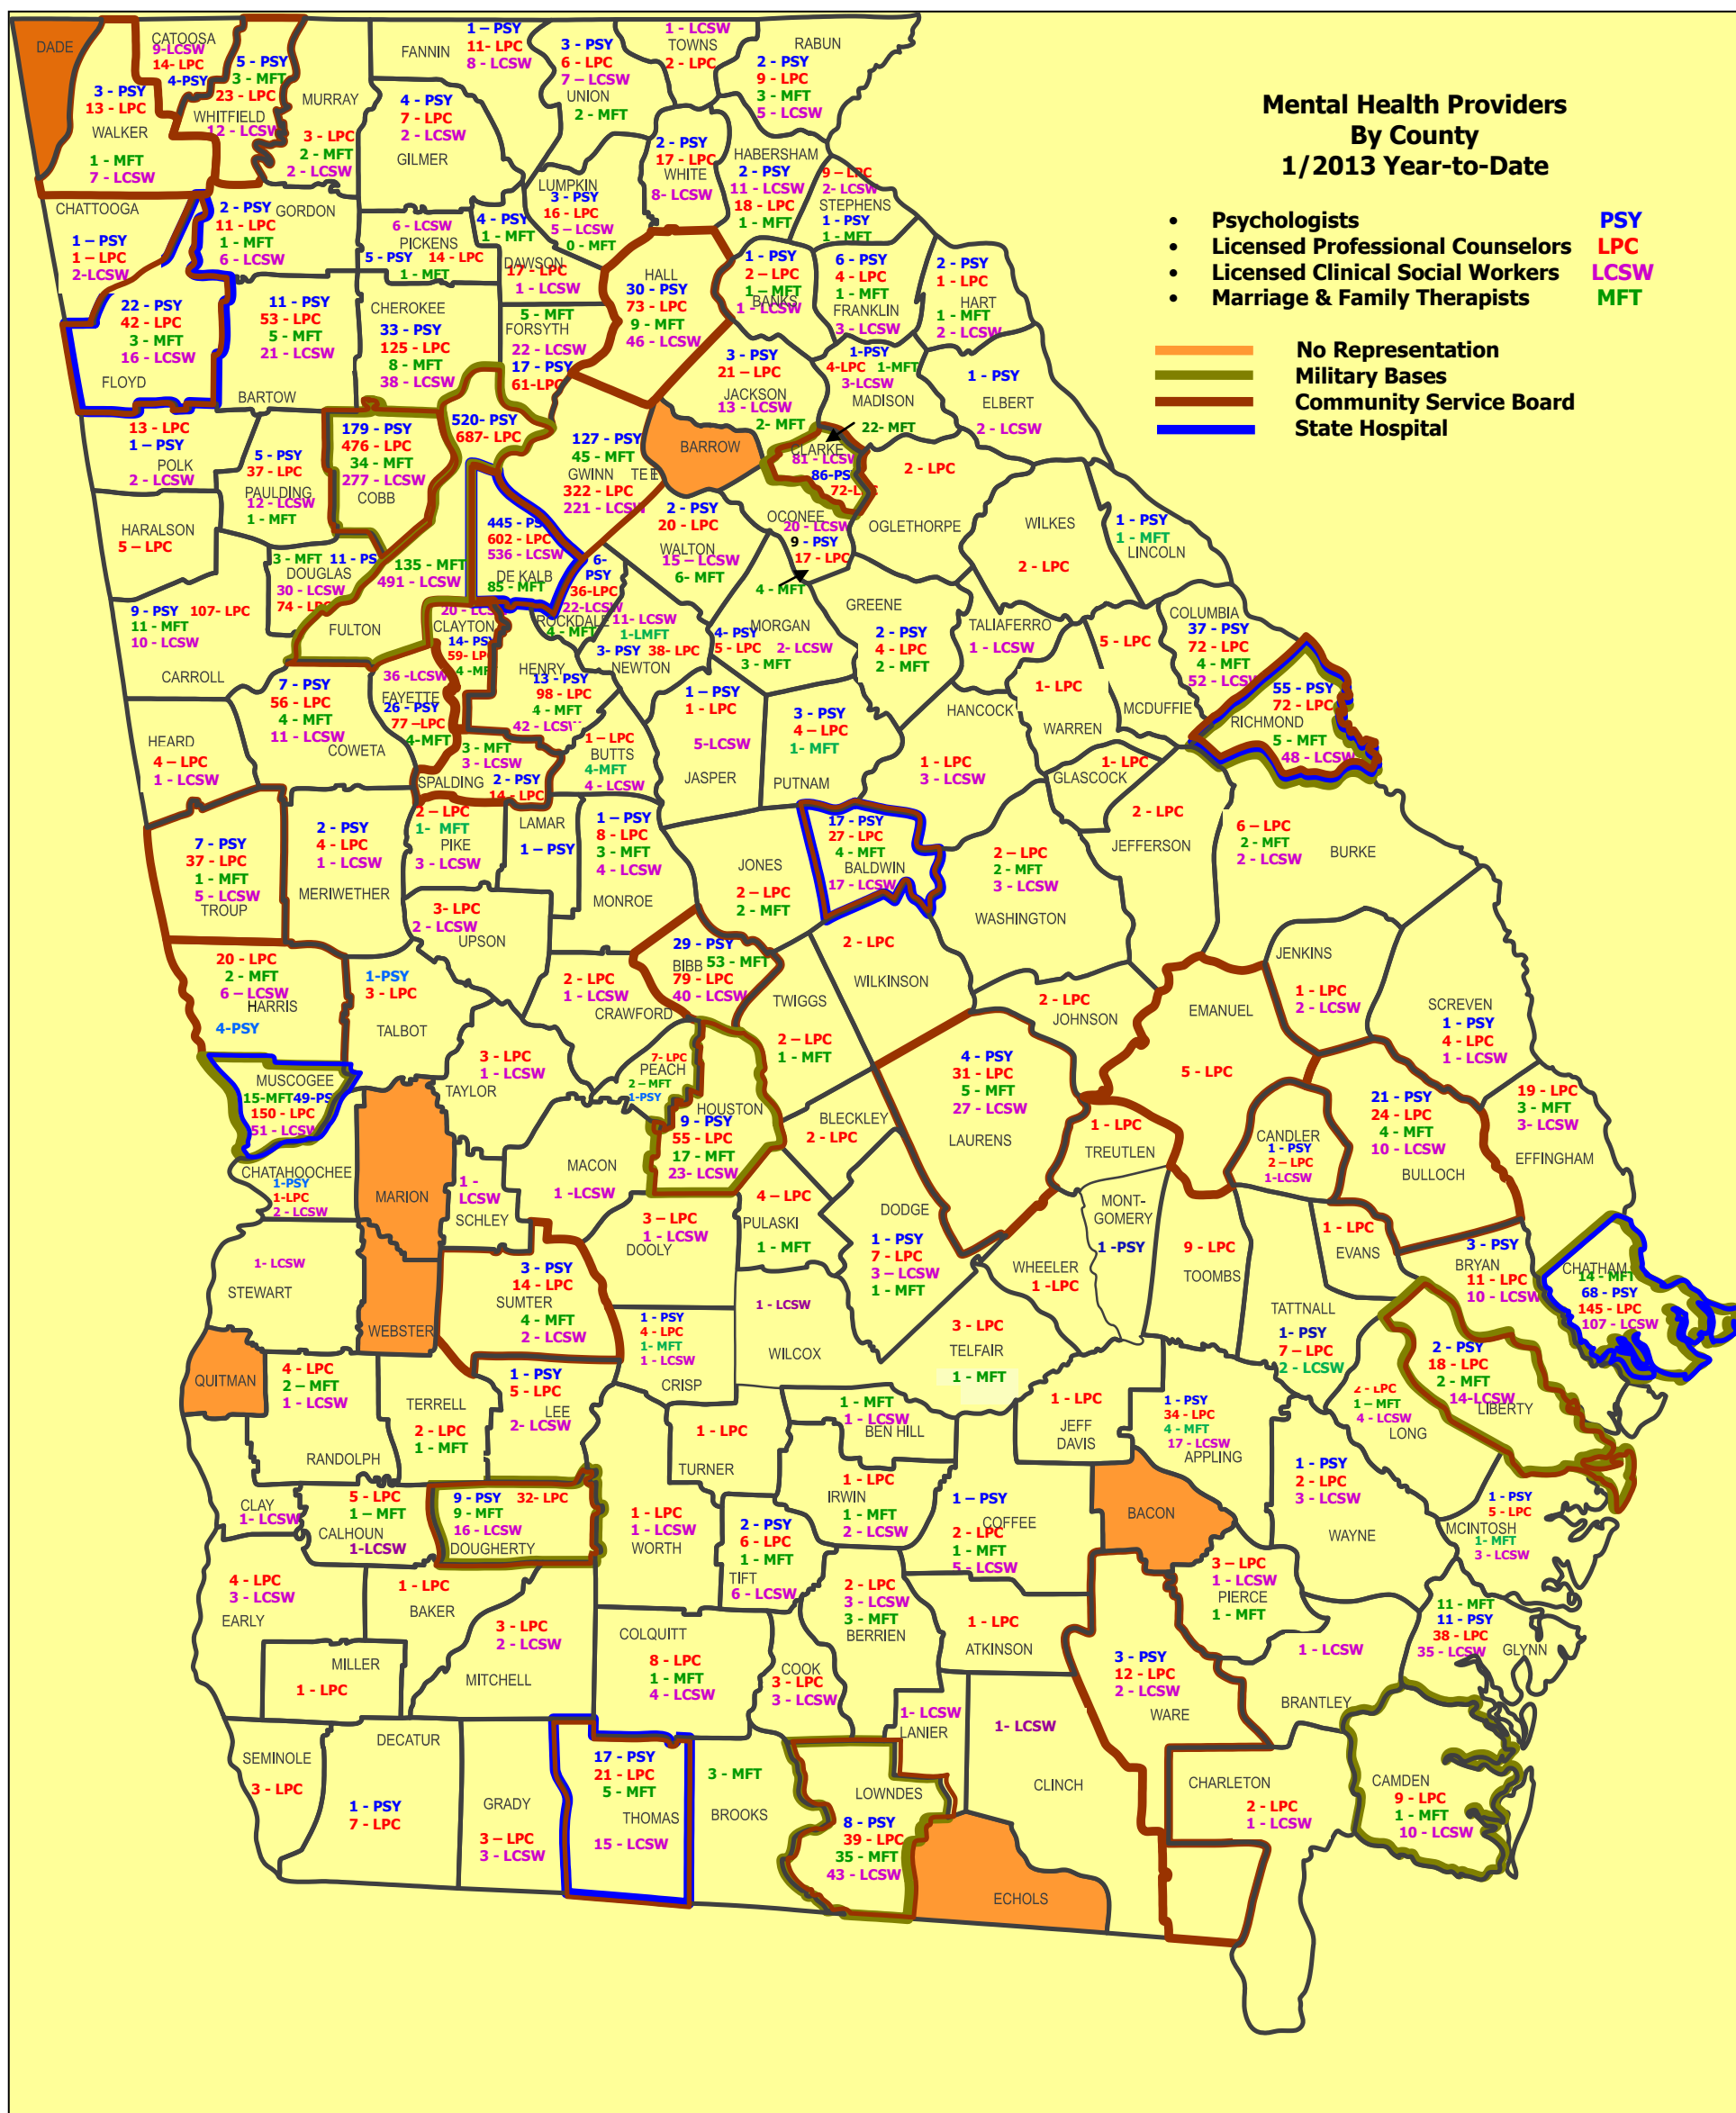 Mental Health Providers
By County
1/2013 Year-to-Date
• Psychologists PSY
• Licensed Professional Counselors LPC
• Licensed Clinical Social Workers LCSW
• Marriage & Family Therapists MFT
No Representation
Military Bases
Community Service Board
State Hospital
DADE
CATOOSA
9-LCSW
14- LPC
4-PSY
3 - PSY
13 - LPC
WALKER
1 - MFT
7 - LCSW
5 - PSY
3 - MFT
23 - LPC
WHITFIELD
12 - LCSW
MURRAY
3 - LPC
2 - MFT
2 - LCSW
FANNIN
1 – PSY
11- LPC
8 - LCSW
4 - PSY
7 - LPC
2 - LCSW
GILMER
3 - PSY
6 - LPC
7 – LCSW
UNION
2 - MFT
1 - LCSW
TOWNS
2 - LPC
RABUN
2 - PSY
9 - LPC
3 - MFT
5 - LCSW
2 - PSY
17 - LPC
WHITE
8- LCSW
HABERSHAM
2 - PSY
11 - LCSW
18 - LPC
1 - MFT
9 – LPC
2- LCSW
STEPHENS
1 - PSY
1 - MFT
LUMPKIN
3 - PSY
16 - LPC
5 – LCSW
0 - MFT
CHATTOOGA
1 – PSY
1 – LPC
2-LCSW
2 - PSY
GORDON
11 - LPC
1 - MFT
6 - LCSW
6 - LCSW
PICKENS
5 - PSY 14 - LPC
1 - MFT
4 - PSY
1 - MFT
DAWSON
17 - LPC
1 - LCSW
HALL
30 - PSY
73 - LPC
9 - MFT
46 - LCSW
1 - PSY
2 – LPC
1 – MFT
BANKS
1 - LCSW
6 - PSY
4 - LPC
1 - MFT
FRANKLIN
3 - LCSW
2 - PSY
1 - LPC
HART
1 - MFT
2 - LCSW
22 - PSY
42 - LPC
3 - MFT
16 - LCSW
FLOYD
11 - PSY
53 - LPC
5 - MFT
21 - LCSW
BARTOW
CHEROKEE
33 - PSY
125 - LPC
8 - MFT
38 - LCSW
5 - MFT
FORSYTH
22 - LCSW
17 - PSY
61-LPC
3 - PSY
21 – LPC
JACKSON
13 - LCSW
2- MFT
1-PSY
4-LPC 1-MFT
3-LCSW
MADISON
1 - PSY
ELBERT
2 - LCSW
13 - LPC
1 – PSY
POLK
2 - LCSW
5 - PSY
37 - LPC
PAULDING
12 - LCSW
1 - MFT
179 - PSY
476 - LPC
34 - MFT
277 - LCSW
COBB
520- PSY
687- LPC
127 - PSY
45 - MFT
GWINN TE E
322 - LPC
221 - LCSW
BARROW
22- MFT
CLARKE
81 - LCSW
86-PSY
72-LPC
2 - LPC
OGLETHORPE
HARALSON
5 – LPC
3 - MFT 11 - PS
DOUGLAS
30 - LCSW
74 - LPC
135 - MFT
491 - LCSW
FULTON
445 - PSY
602 - LPC
536 - LCSW
DE KALB
85 - MFT
6-
PSY
36-LPC
22-LCSW
ROCKDALE
4 - MFT
2 - PSY
20 - LPC
WALTON
15 – LCSW
6- MFT
OCONEE
20 - LCSW
9 - PSY
17 - LPC
4 - MFT
WILKES
2 - LPC
1 - PSY
1 - MFT
LINCOLN
9 - PSY 107- LPC
11 - MFT
10 - LCSW
CARROLL
20 - LCSW
CLAYTON
14- PSY
59- LPC
4 -MFT
HENRY
13 - PSY
98 - LPC
4 - MFT
42 - LCSW
11- LCSW
1-LMFT
3- PSY 38- LPC
NEWTON
MORGAN
4- PSY
5 - LPC 2- LCSW
3 - MFT
GREENE
2 - PSY
4 - LPC
2 - MFT
TALIAFERRO
1 - LCSW
5 - LPC
MCDUFFIE
COLUMBIA
37 - PSY
72 - LPC
4 - MFT
52 - LCSW
55 - PSY
72 - LPC
RICHMOND
5 - MFT
48 - LCSW
HEARD
4 – LPC
1 - LCSW
7 - PSY
56 - LPC
4 - MFT
11 - LCSW
COWETA
36 -LCSW
FAYETTE
26 - PSY
77 –LPC
4-MFT
3 - MFT
3 - LCSW
SPALDING 2 - PSY
14 - LPC
1 – LPC
BUTTS
4-MFT
4 - LCSW
1 – PSY
1 - LPC
5-LCSW
JASPER
3 - PSY
4 – LPC
1- MFT
PUTNAM
HANCOCK
1 - LPC
3 - LCSW
1- LPC
WARREN
1- LPC
GLASCOCK
2 - LPC
JEFFERSON
6 – LPC
2 - MFT
2 - LCSW
BURKE
7 - PSY
37 - LPC
1 - MFT
5 - LCSW
TROUP
2 - PSY
4 - LPC
1 - LCSW
MERIWETHER
2 – LPC
1- MFT
PIKE
3 - LCSW
LAMAR
1 – PSY
1 – PSY
8 - LPC
3 - MFT
4 - LCSW
MONROE
JONES
2 – LPC
2 - MFT
17 - PSY
27 - LPC
4 - MFT
BALDWIN
17 - LCSW
2 – LPC
2 - MFT
3 - LCSW
WASHINGTON
3- LPC
2 - LCSW
UPSON
20 - LPC
2 - MFT
6 – LCSW
HARRIS
4-PSY
1-PSY
3 - LPC
TALBOT
2 - LPC
1 - LCSW
CRAWFORD
29 - PSY
BIBB 53 - MFT
79 – LPC
40 - LCSW
2 - LPC
WILKINSON
TWIGGS
2 – LPC
1 - MFT
2 - LPC
JOHNSON
EMANUEL
5 - LPC
JENKINS
1 - LPC
2 - LCSW
SCREVEN
1 - PSY
4 - LPC
1 - LCSW
MUSCOGEE
15-MFT49-PS
150 - LPC
51 - LCSW
3 - LPC
1 - LCSW
TAYLOR
7- LPC
PEACH
2 – MFT
1-PSY
HOUSTON
9 - PSY
55 - LPC
17 - MFT
23- LCSW
BLECKLEY
2 - LPC
4 - PSY
31 - LPC
5 - MFT
27 - LCSW
LAURENS
1 - LPC
TREUTLEN
CANDLER
1 - PSY
2 – LPC
1-LCSW
21 - PSY
24 - LPC
4 - MFT
10 - LCSW
BULLOCH
19 - LPC
3 - MFT
3- LCSW
EFFINGHAM
CHATAHOOCHEE
1-PSY
1-LPC
2 - LCSW
MARION
1 -
LCSW
SCHLEY
MACON
1 -LCSW
3 – LPC
1 - LCSW
DOOLY
4 – LPC
PULASKI
1 - MFT
DODGE
1 - PSY
7 - LPC
3 – LCSW
1 - MFT
MONT-
GOMERY
1 -PSY
WHEELER
1 -LPC
9 - LPC
TOOMBS
1 - LPC
EVANS
3 - PSY
BRYAN
11 - LPC
10 - LCSW
CHATHAM
14 - MFT
68 - PSY
145 - LPC
107 - LCSW
1- LCSW
STEWART
WEBSTER
3 - PSY
14 - LPC
SUMTER
4 - MFT
2 - LCSW
1 - PSY
4 - LPC
1- MFT
1 - LCSW
CRISP
1 - LCSW
WILCOX
3 - LPC
TELFAIR
1 - MFT
TATTNALL
1- PSY
7 – LPC
2 - LCSW
2 - PSY
18 - LPC
2 - MFT
14-LCSW
LIBERTY
QUITMAN
4 - LPC
2 – MFT
1 - LCSW
RANDOLPH
TERRELL
2 - LPC
1 - MFT
1 - PSY
5 - LPC
LEE
2- LCSW
1 - LPC
TURNER
1 - MFT
1 - LCSW
BEN HILL
1 - LPC
JEFF
DAVIS
1 - PSY
34 - LPC
4 - MFT
17 - LCSW
APPLING
2 - LPC
1 – MFT
4 - LCSW
LONG
CLAY
1- LCSW
5 - LPC
1 – MFT
CALHOUN
1-LCSW
9 - PSY 32- LPC
9 - MFT
16 - LCSW
DOUGHERTY
1 - LPC
1 - LCSW
WORTH
2 - PSY
6 - LPC
1 - MFT
TIFT
6 - LCSW
1 - LPC
IRWIN
1 - MFT
2 - LCSW
1 – PSY
COFFEE
2 - LPC
1 - MFT
5 - LCSW
BACON
1 - PSY
2 - LPC
3 - LCSW
WAYNE
1 - PSY
5 - LPC
MCINTOSH
1- MFT
3 - LCSW
4 - LPC
3 - LCSW
EARLY
1 - LPC
BAKER
3 - LPC
2 - LCSW
MITCHELL
MILLER
1 - LPC
COLQUITT
8 - LPC
1 - MFT
4 - LCSW
COOK
3 - LPC
3 - LCSW
2 - LPC
3 - LCSW
3 - MFT
BERRIEN
1 - LPC
ATKINSON
3 – LPC
1 - LCSW
PIERCE
1 - MFT
3 - PSY
12 - LPC
2 - LCSW
WARE
1 - LCSW
BRANTLEY
11 - MFT
11 - PSY
38 - LPC
35 - LCSW
GLYNN
SEMINOLE
3 - LPC
DECATUR
1 - PSY
7 - LPC
GRADY
3 – LPC
3 - LCSW
17 - PSY
21 - LPC
5 - MFT
THOMAS
15 - LCSW
3 - MFT
BROOKS
1- LCSW
LANIER
LOWNDES
8 - PSY
39 - LPC
35 - MFT
43 - LCSW
1- LCSW
CLINCH
ECHOLS
CHARLETON
2 - LPC
1 - LCSW
CAMDEN
9 - LPC
1 - MFT
10 - LCSW